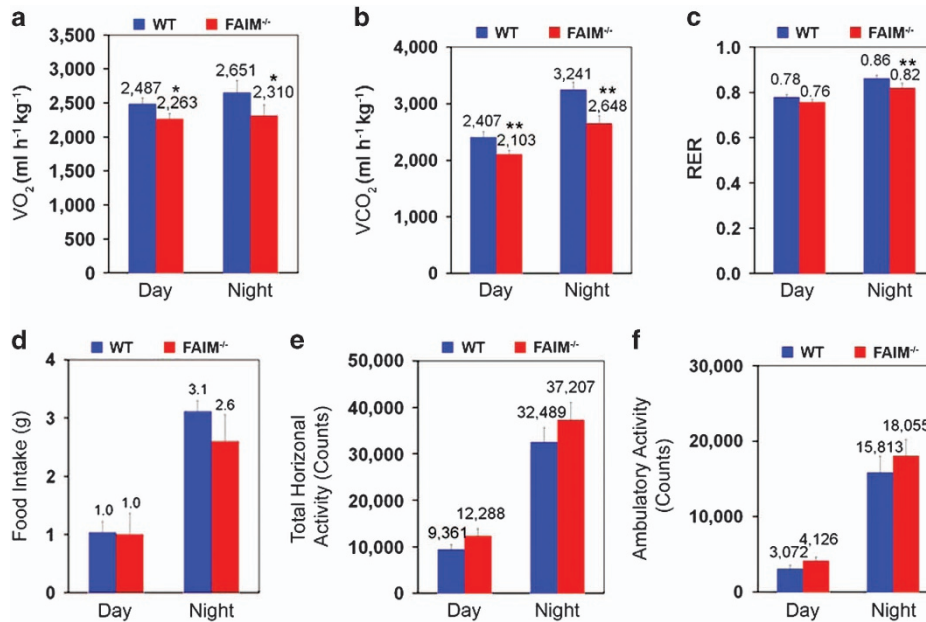 a
WT FAIM-/-
VO2 (ml h-1 kg-1)
3,500
3,000
2,500
2,000
1,500
1,000
500
0
2,487
*
2,263
2,651
*
2,310
Day Night
b
WT FAIM-/-
VCO2 (ml h-1 kg-1)
4,000
3,000
2,000
1,000
0
2,407
**
2,103
3,241
**
2,648
Day Night
c
WT FAIM-/-
RER
1.0
0.8
0.6
0.4
0.2
0.0
0.78
0.76
0.86
**
0.82
Day Night
d
WT FAIM-/-
Food Intake (g)
4
3
2
1
0
1.0
1.0
3.1
2.6
Day Night
e
WT FAIM-/-
Total Horizonal
Activity (Counts)
50,000
40,000
30,000
20,000
10,000
0
9,361
12,288
32,489
37,207
Day Night
f
WT FAIM-/-
Ambulatory Activity
(Counts)
30,000
20,000
10,000
0
3,072
4,126
15,813
18,055
Day Night